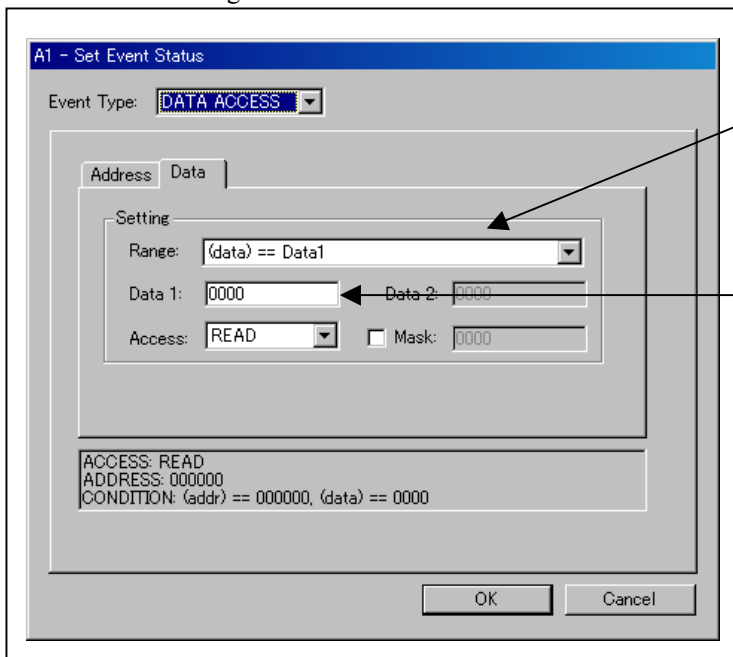 A1 - Set Event Status
Event Type: DATA ACCESS
Address Data
Setting
Range: (data) == Data1
Data 1: 0000 Data 2: 0000
Access: READ Mask: 0000
ACCESS: READ
ADDRESS: 000000
CONDITION: (addr) == 000000, (data) == 0000
OK Cancel